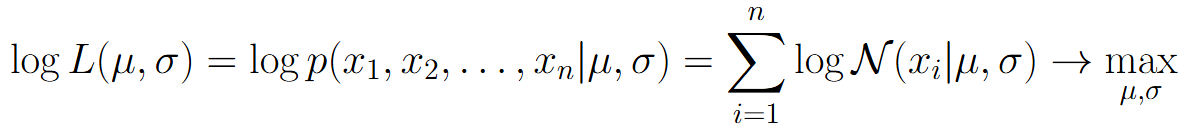 log L(μ, σ) = log p(x₁, x₂, . . . , xₙ|μ, σ) = ∑ᵢ₌₁ⁿ log 𝒩(xᵢ|μ, σ) → max_{μ,σ}